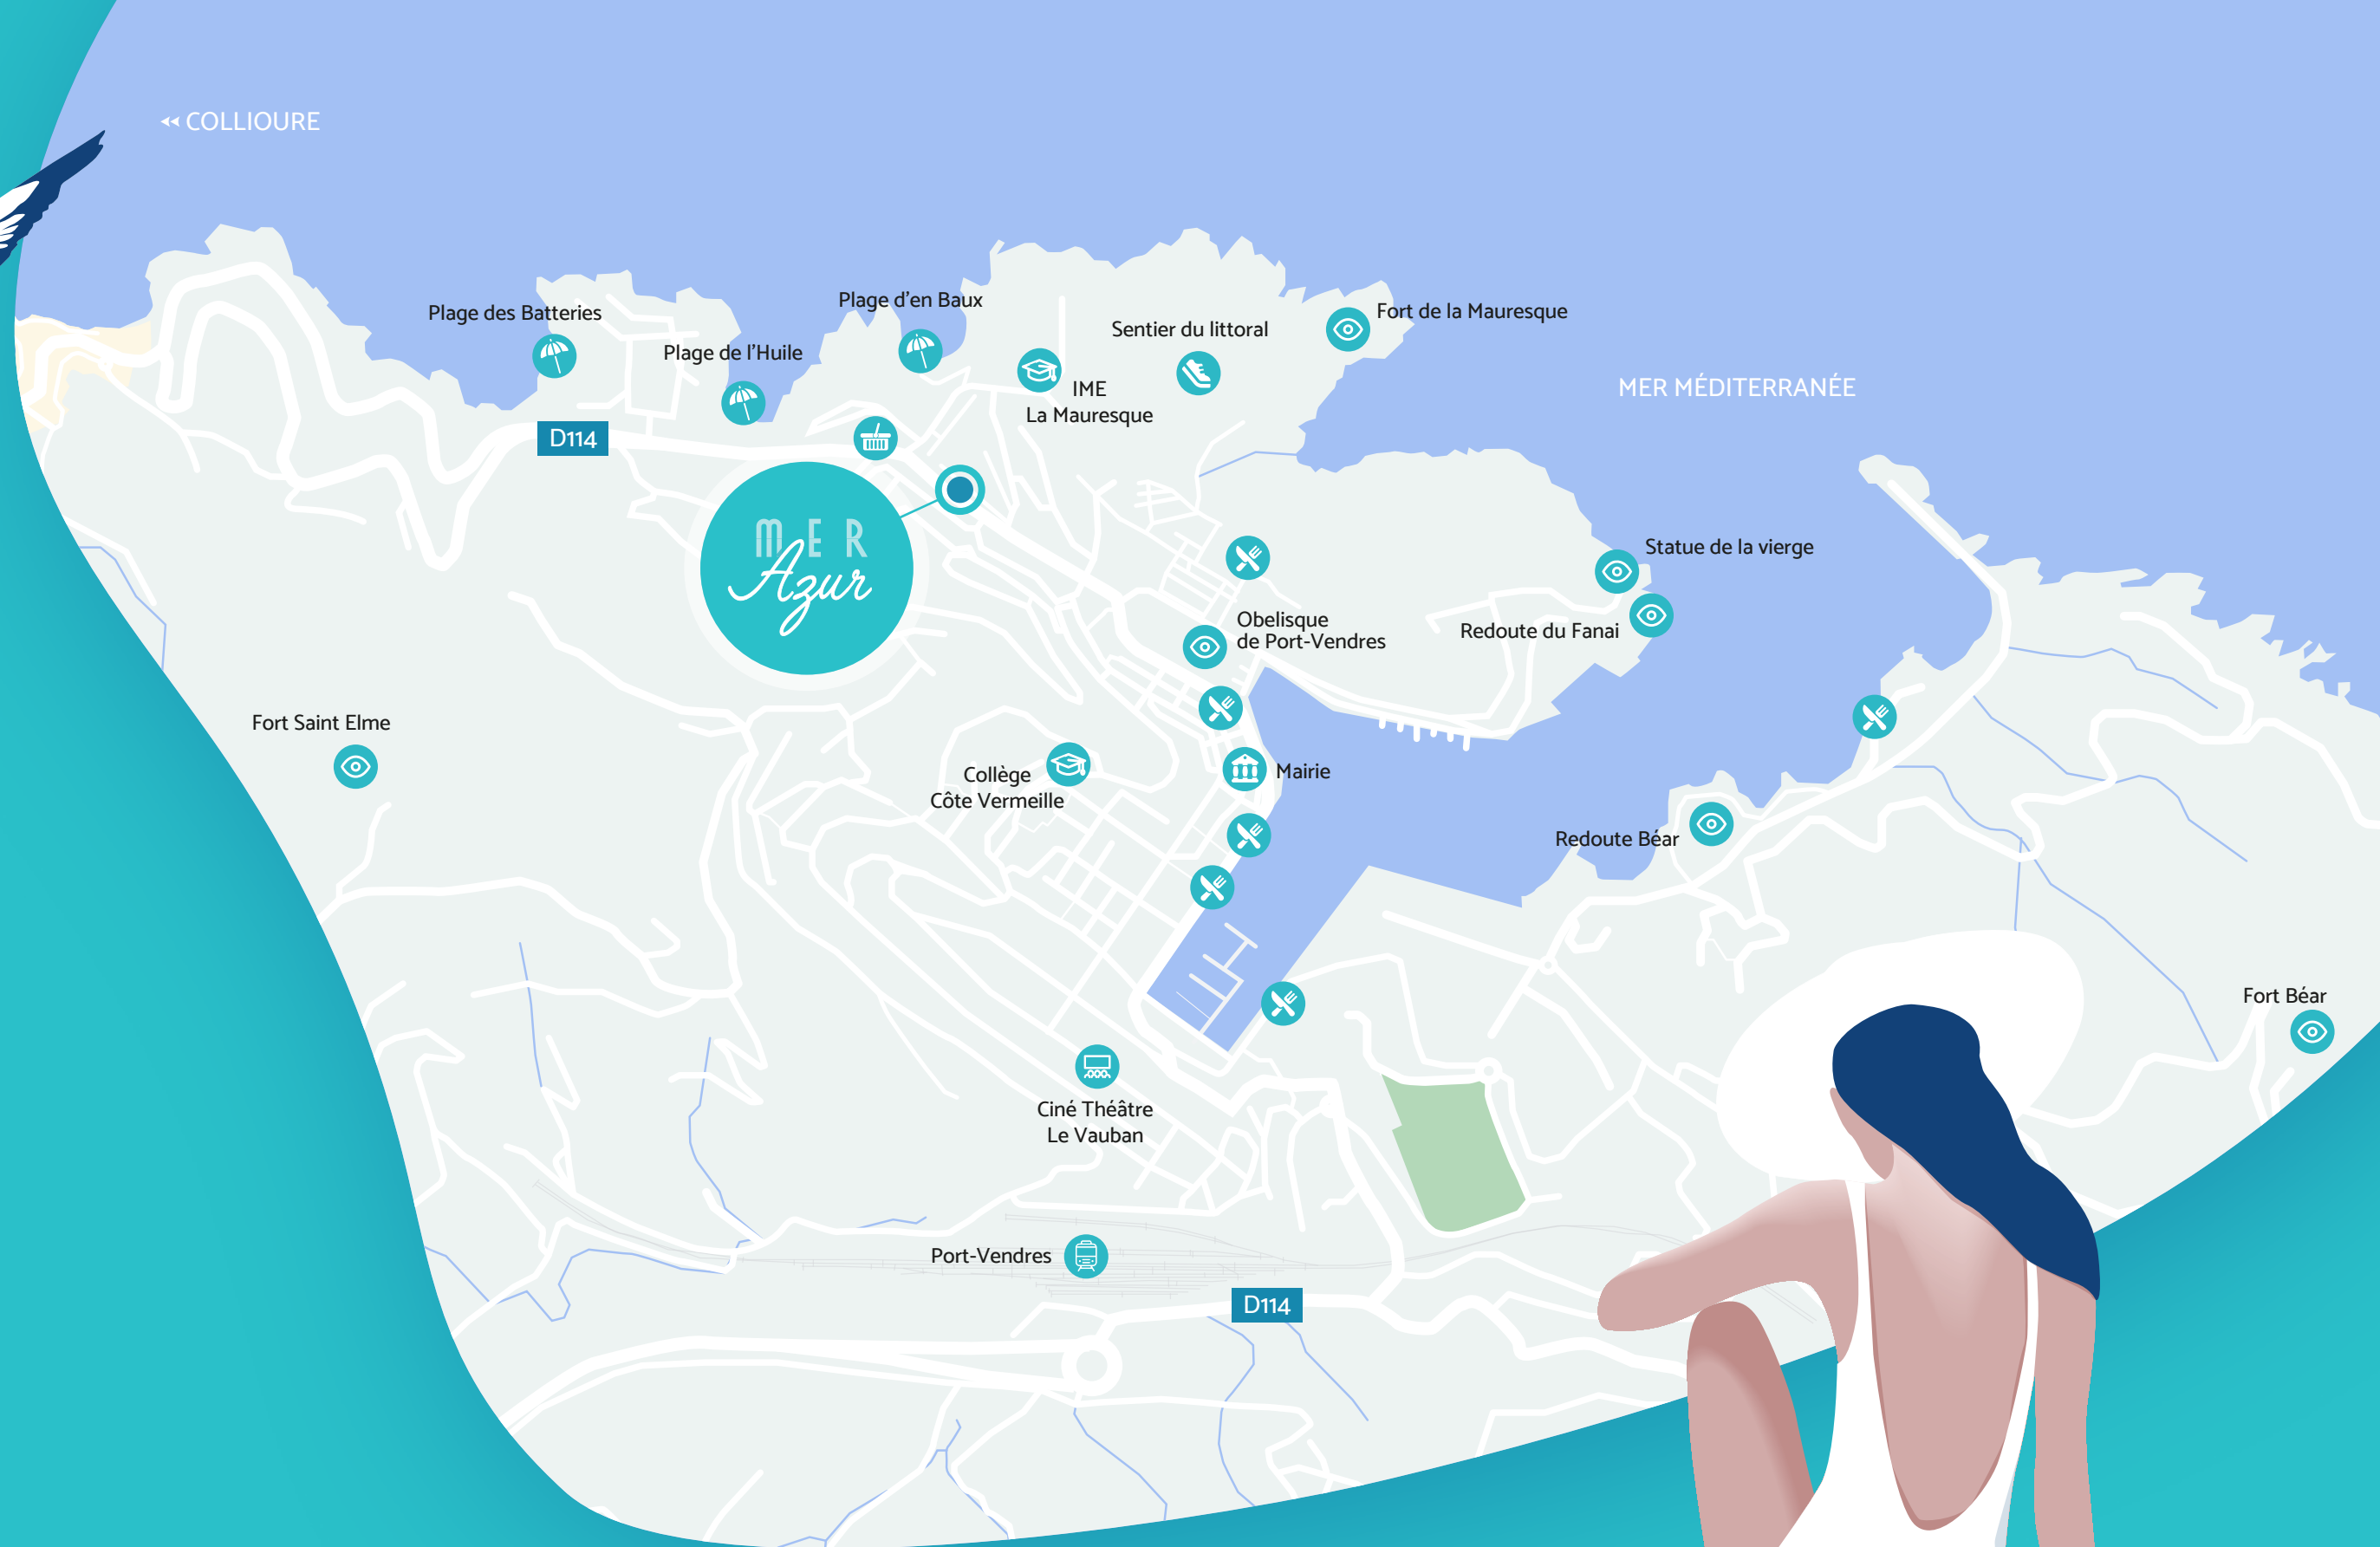 COLLIOURE
Plage d'en Baux
Plage des Batteries
Fort de la Mauresque
Sentier du littoral
Plage de l'Huile
IME
La Mauresque
MER MÉDITERRANÉE
D114
MER
Azur
Statue de la vierge
Obelisque
de Port-Vendres
Redoute du Fanai
Fort Saint Elme
Mairie
Collège
Côte Vermeille
Redoute Béar
Fort Béar
Ciné Théâtre
Le Vauban
Port-Vendres
D114